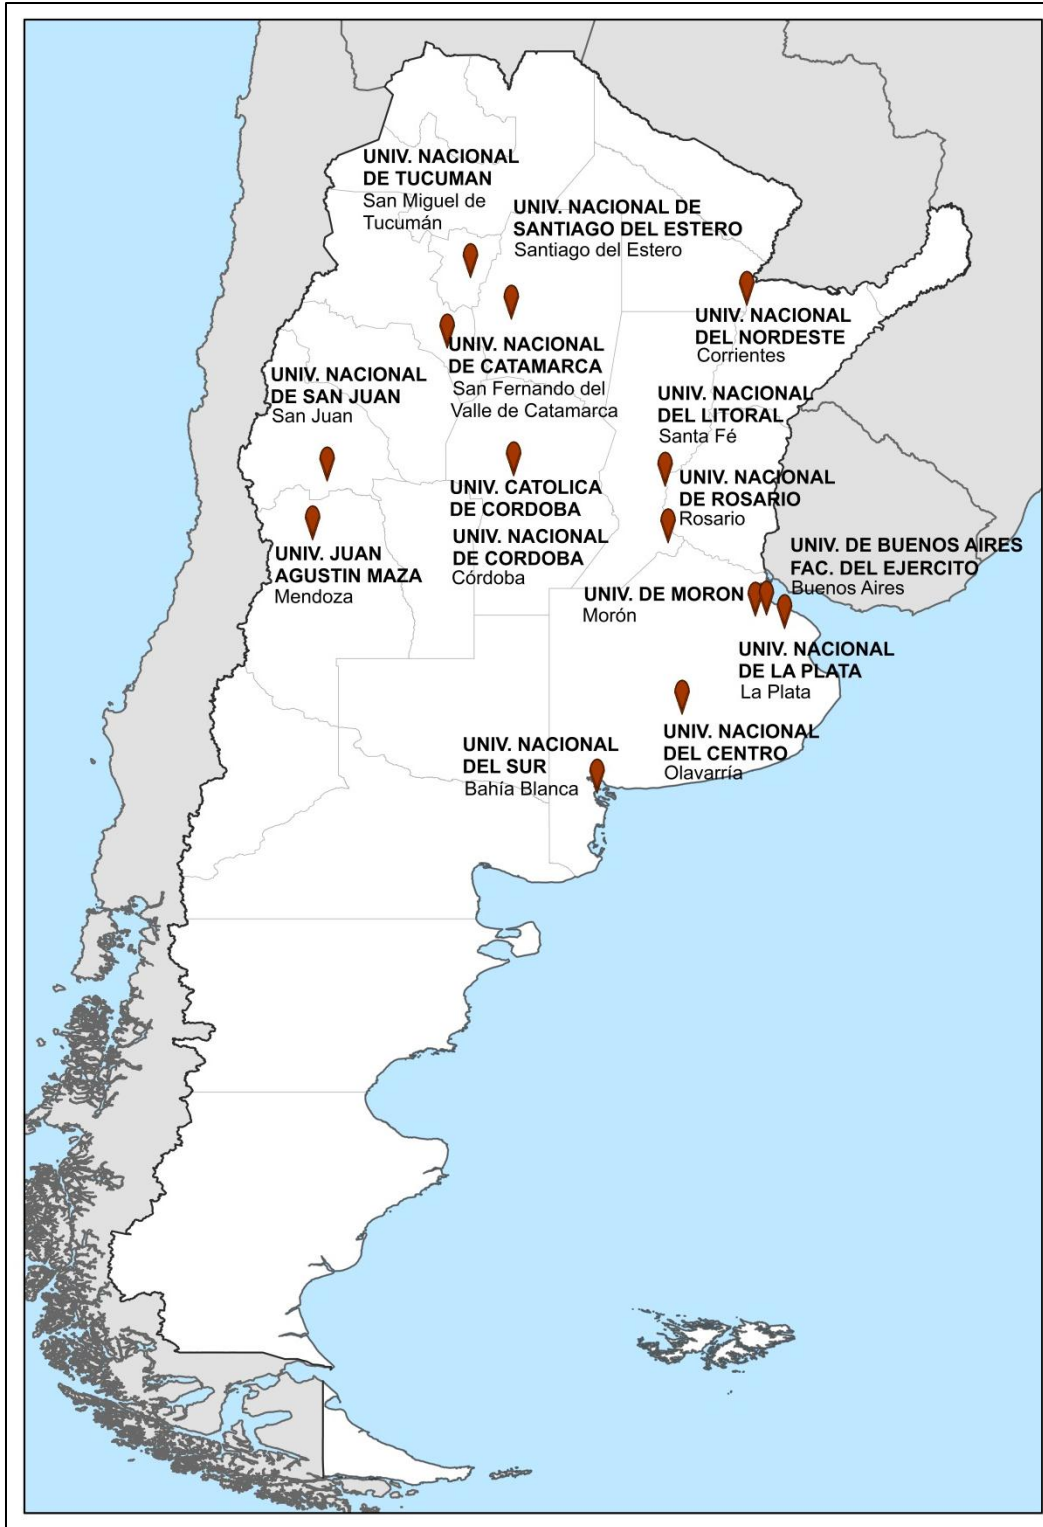 UNIV. NACIONAL
DE TUCUMAN
San Miguel de
Tucumán
UNIV. NACIONAL DE
SANTIAGO DEL ESTERO
Santiago del Estero
UNIV. NACIONAL
DEL NORDESTE
Corrientes
UNIV. NACIONAL
DE CATAMARCA
San Fernando del
Valle de Catamarca
UNIV. NACIONAL
DE SAN JUAN
San Juan
UNIV. NACIONAL
DEL LITORAL
Santa Fé
UNIV. CATOLICA
DE CORDOBA
UNIV. NACIONAL
DE CORDOBA
Córdoba
UNIV. NACIONAL
DE ROSARIO
Rosario
UNIV. JUAN
AGUSTIN MAZA
Mendoza
UNIV. DE BUENOS AIRES
FAC. DEL EJERCITO
Buenos Aires
UNIV. DE MORON
Morón
UNIV. NACIONAL
DE LA PLATA
La Plata
UNIV. NACIONAL
DEL CENTRO
Olavarría
UNIV. NACIONAL
DEL SUR
Bahía Blanca